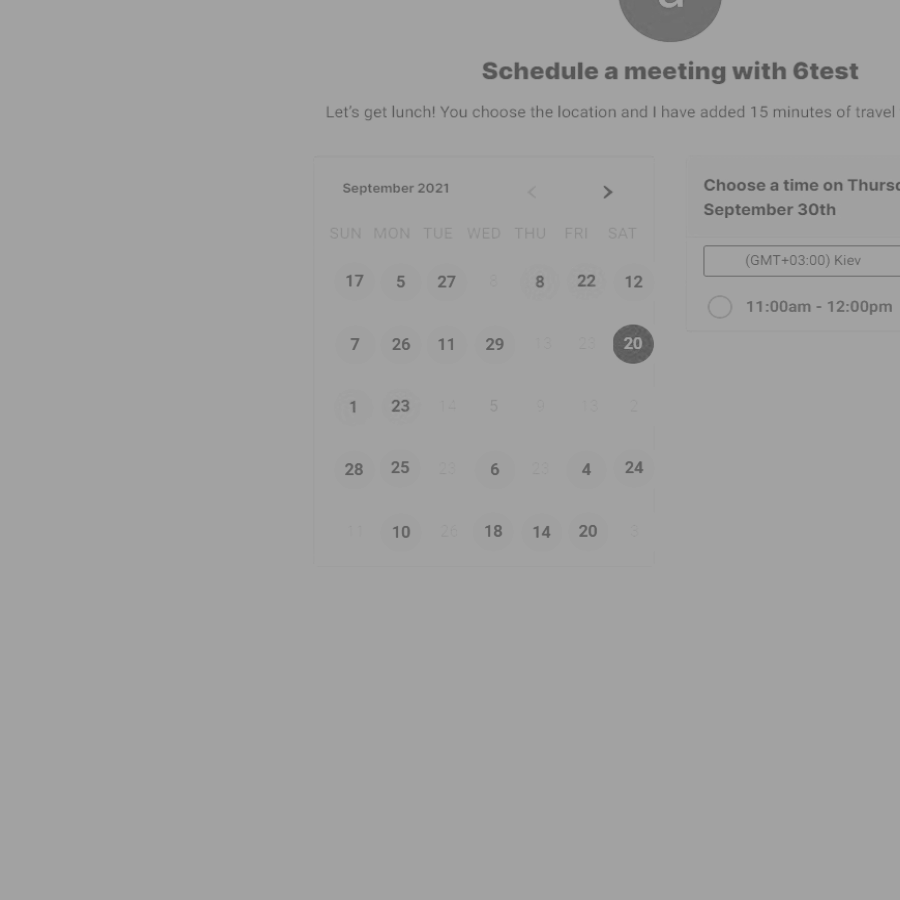 a
Schedule a meeting with 6test
Let's get lunch! You choose the location and I have added 15 minutes of travel
September 2021
SUN MON TUE WED THU FRI SAT
17 5 27 8 8 22 12
7 26 11 29 13 23 20
1 23 14 5 9 13 2
28 25 23 6 23 4 24
11 10 26 18 14 20 3
Choose a time on Thursd
September 30th
(GMT+03:00) Kiev
11:00am - 12:00pm